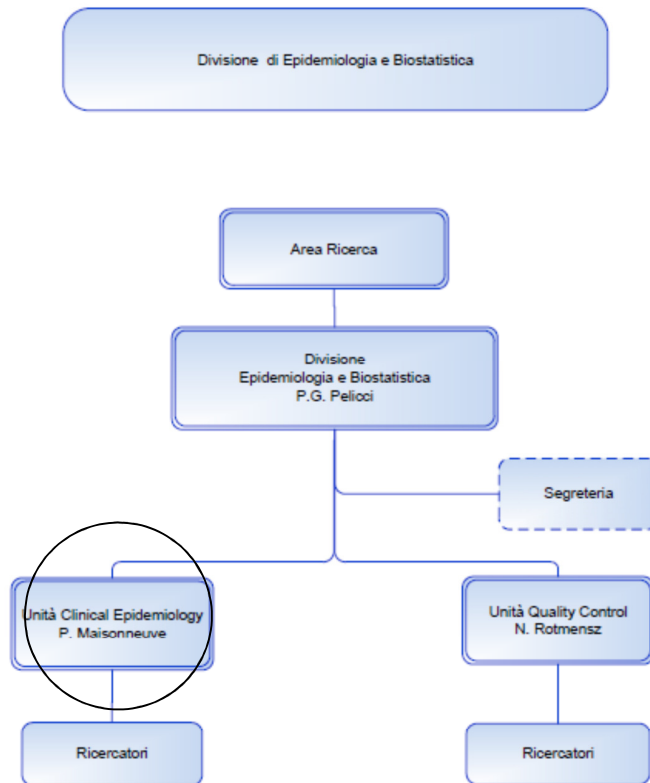 Divisione di Epidemiologia e Biostatistica
Area Ricerca
Divisione
Epidemiologia e Biostatistica
P.G. Pelicci
Segreteria
Unità Clinical Epidemiology
P. Maisonneuve
Unità Quality Control
N. Rotmensz
Ricercatori
Ricercatori